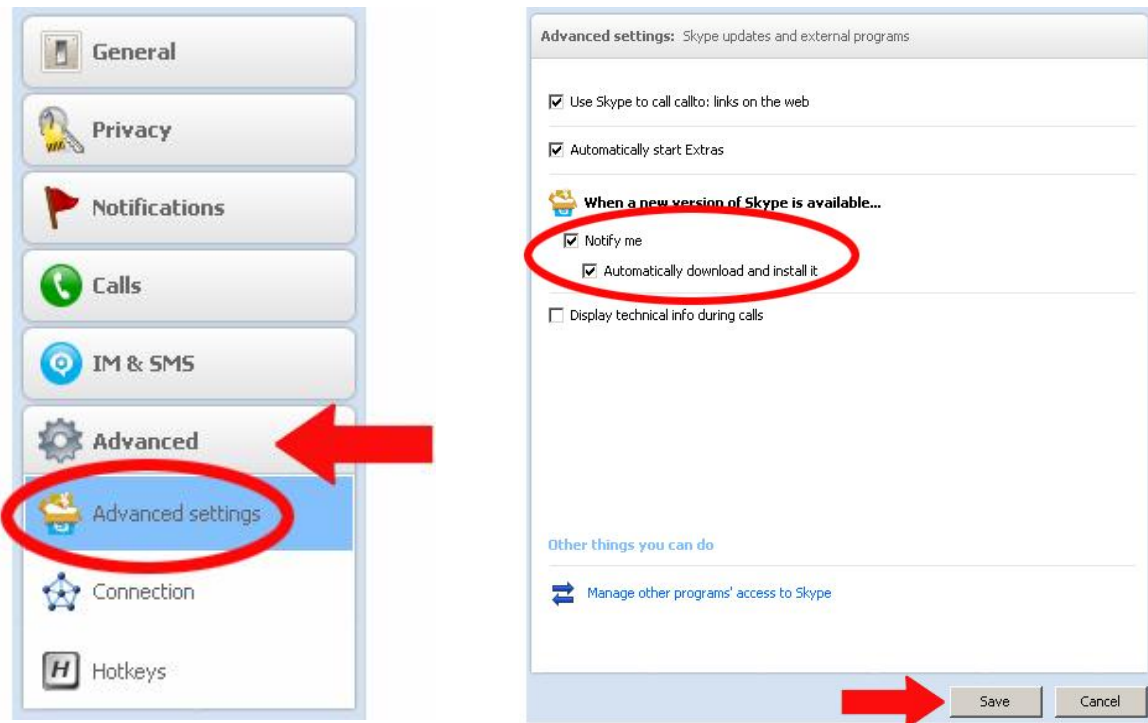 General
Privacy
Notifications
Calls
IM & SMS
Advanced
Advanced settings
Connection
H Hotkeys
Advanced settings: Skype updates and external programs
Use Skype to call callto: links on the web
Automatically start Extras
When a new version of Skype is available...
Notify me
Automatically download and install it
Display technical info during calls
Other things you can do
Manage other programs' access to Skype
Save Cancel